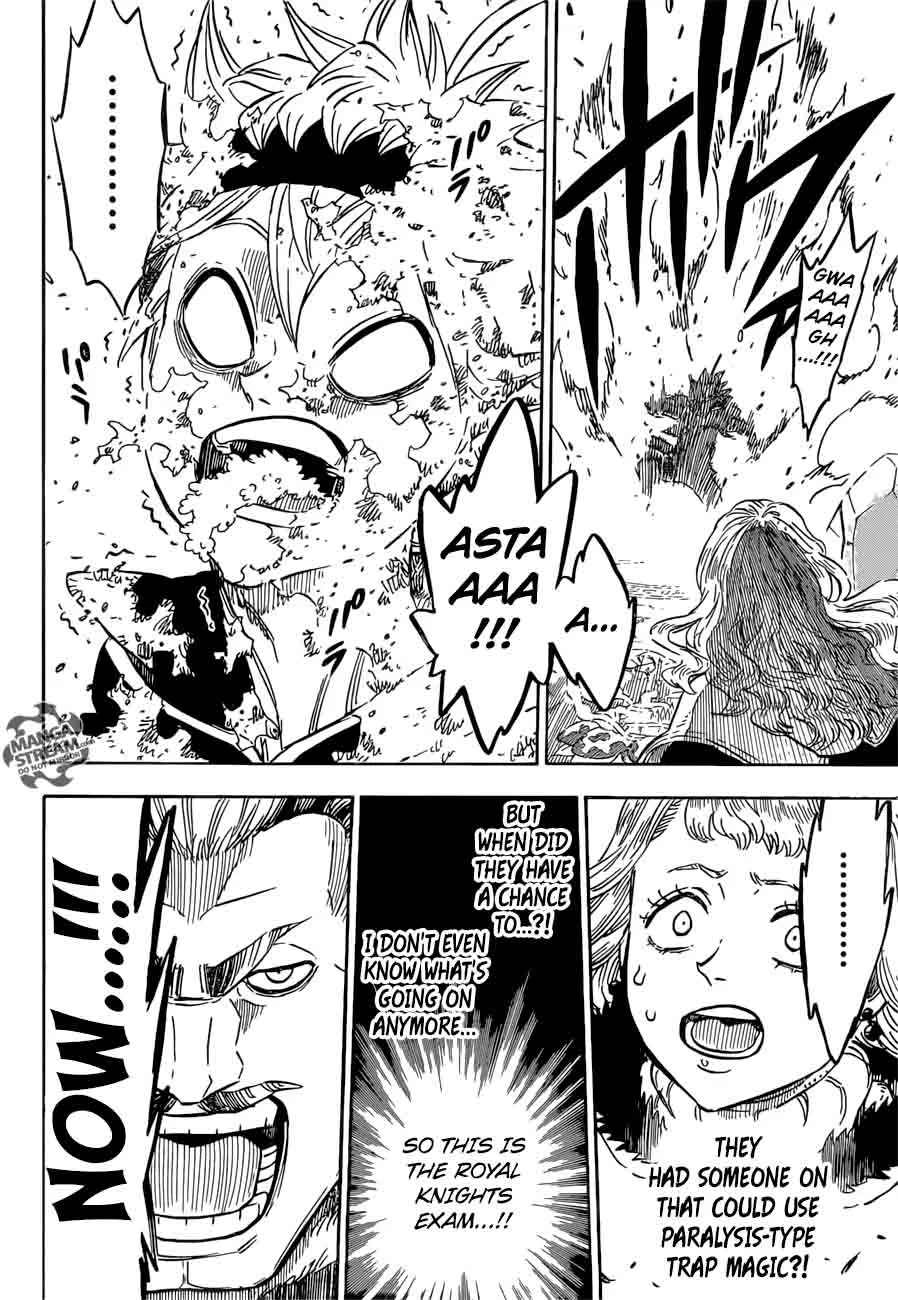 GWA
AAA
AAA
GH
...!!!
A...
ASTA
AAA
!!!
THEY
HAD SOMEONE ON
THAT COULD USE
PARALYSIS-TYPE
TRAP MAGIC?!
BUT
WHEN DID
THEY HAVE
A CHANCE
TO...?!
I DON'T EVEN
KNOW WHAT'S
GOING ON
ANYMORE...
SO THIS IS
THE ROYAL
KNIGHTS
EXAM...!!
NOW......!!!
MANGA
STREAM.com